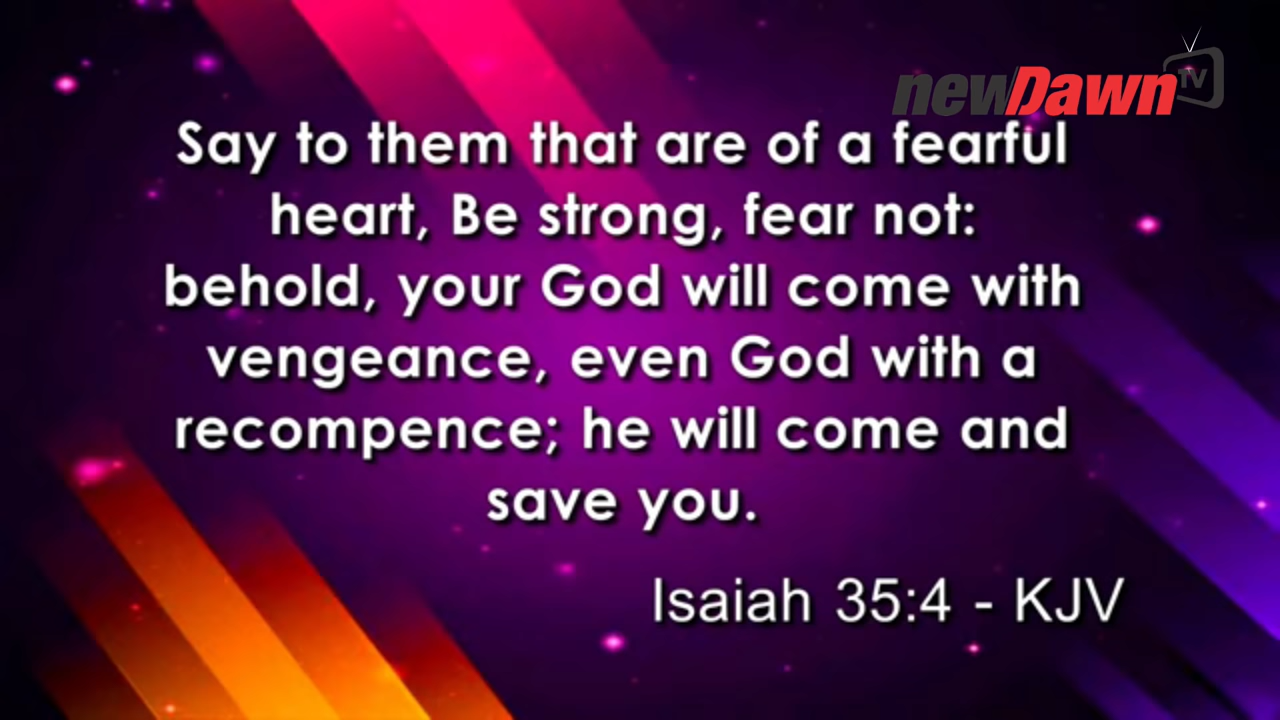 newDawn TV
Say to them that are of a fearful
heart, Be strong, fear not:
behold, your God will come with
vengeance, even God with a
recompence; he will come and
save you.
Isaiah 35:4 - KJV